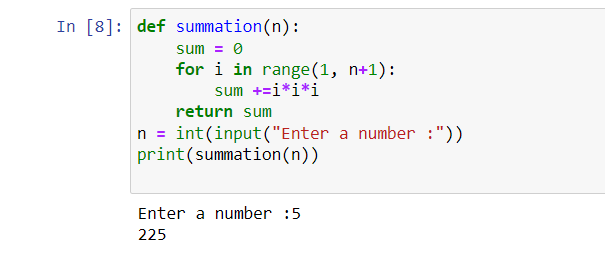 In [8]: def summation(n):
    sum = 0
    for i in range(1, n+1):
        sum +=i*i*i
    return sum
n = int(input("Enter a number :"))
print(summation(n))
Enter a number :5
225